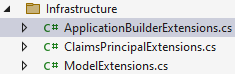 Infrastructure
C# ApplicationBuilderExtensions.cs
C# ClaimsPrincipalExtensions.cs
C# ModelExtensions.cs